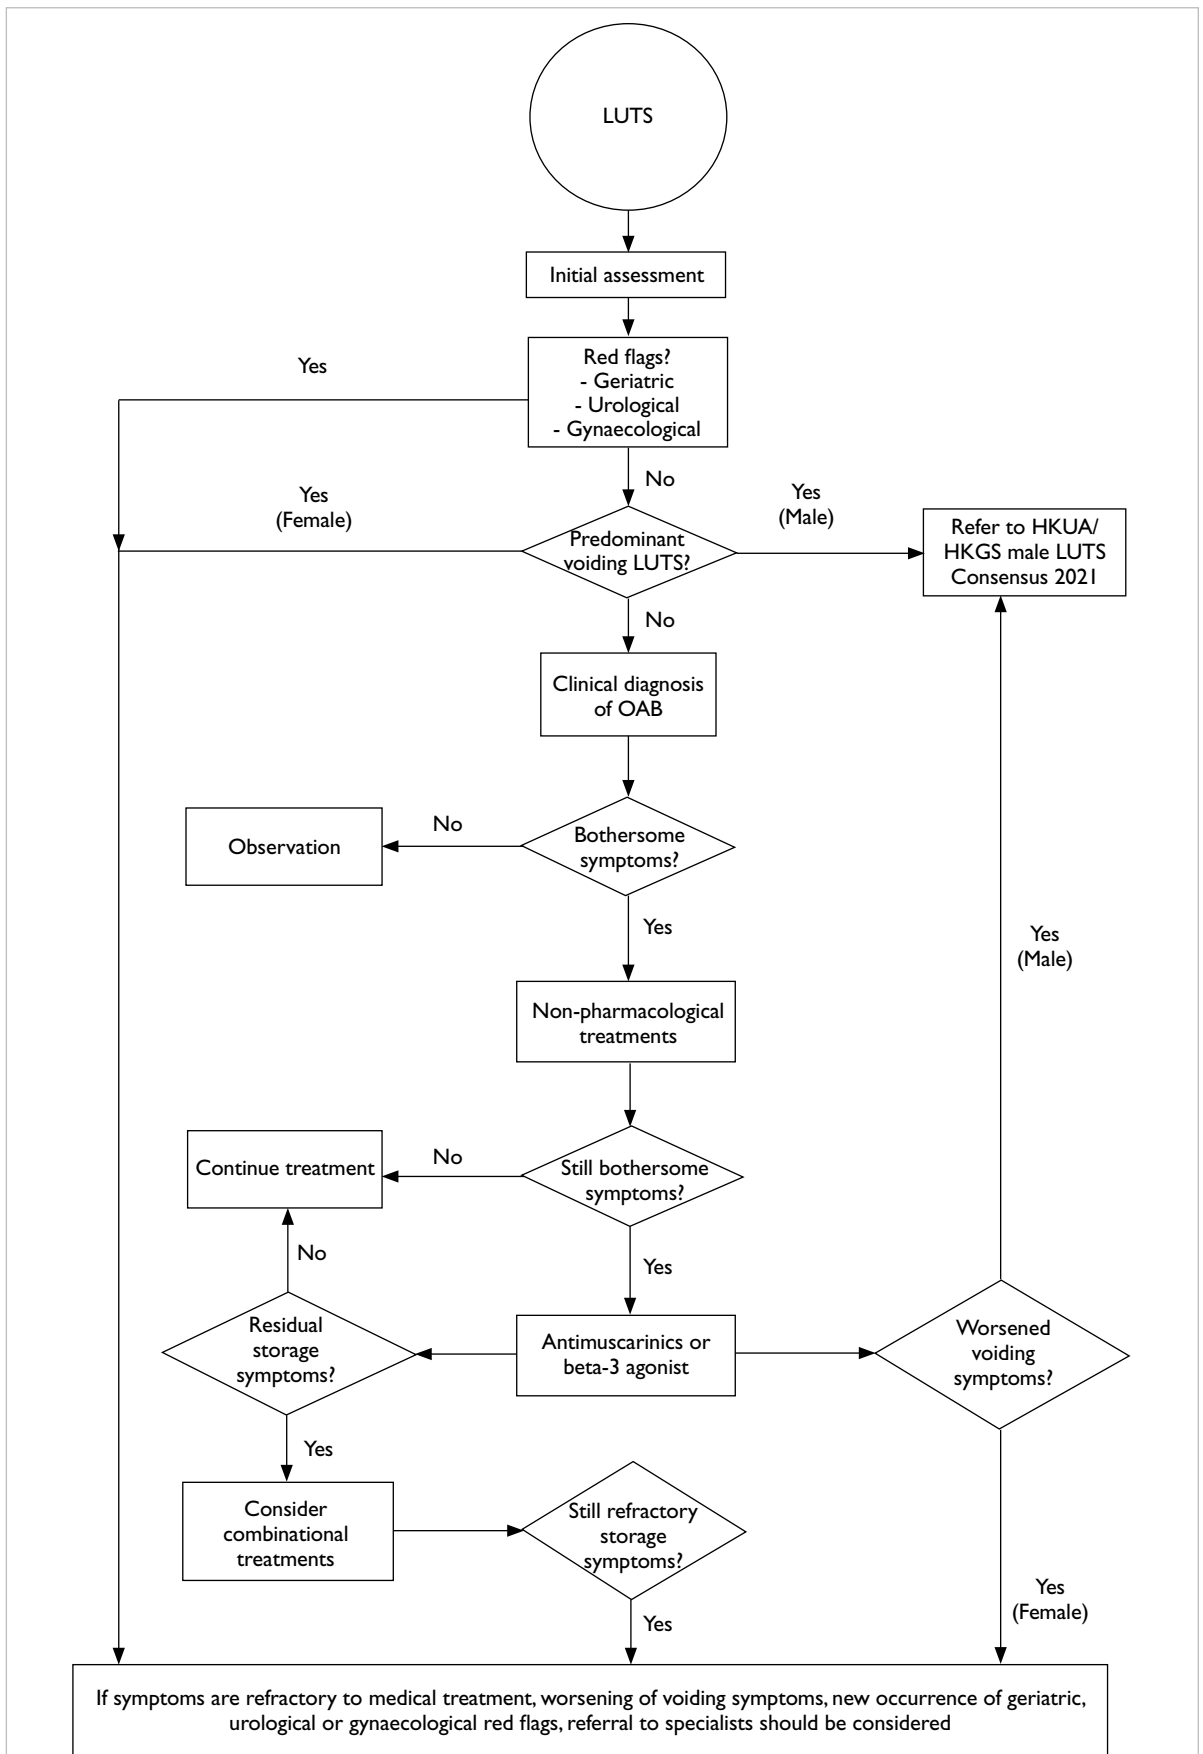 LUTS
Initial assessment
Red flags?
- Geriatric
- Urological
- Gynaecological
Yes
No
Yes
(Female)
Predominant
voiding LUTS?
Yes
(Male)
Refer to HKUA/
HKGS male LUTS
Consensus 2021
No
Clinical diagnosis
of OAB
Bothersome
symptoms?
No
Observation
Yes
Non-pharmacological
treatments
Still bothersome
symptoms?
No
Continue treatment
Yes
Antimuscarinics or
beta-3 agonist
Residual
storage
symptoms?
No
Yes
Consider
combinational
treatments
Still refractory
storage
symptoms?
Yes
Worsened
voiding
symptoms?
Yes
(Male)
Yes
(Female)
If symptoms are refractory to medical treatment, worsening of voiding symptoms, new occurrence of geriatric,
urological or gynaecological red flags, referral to specialists should be considered